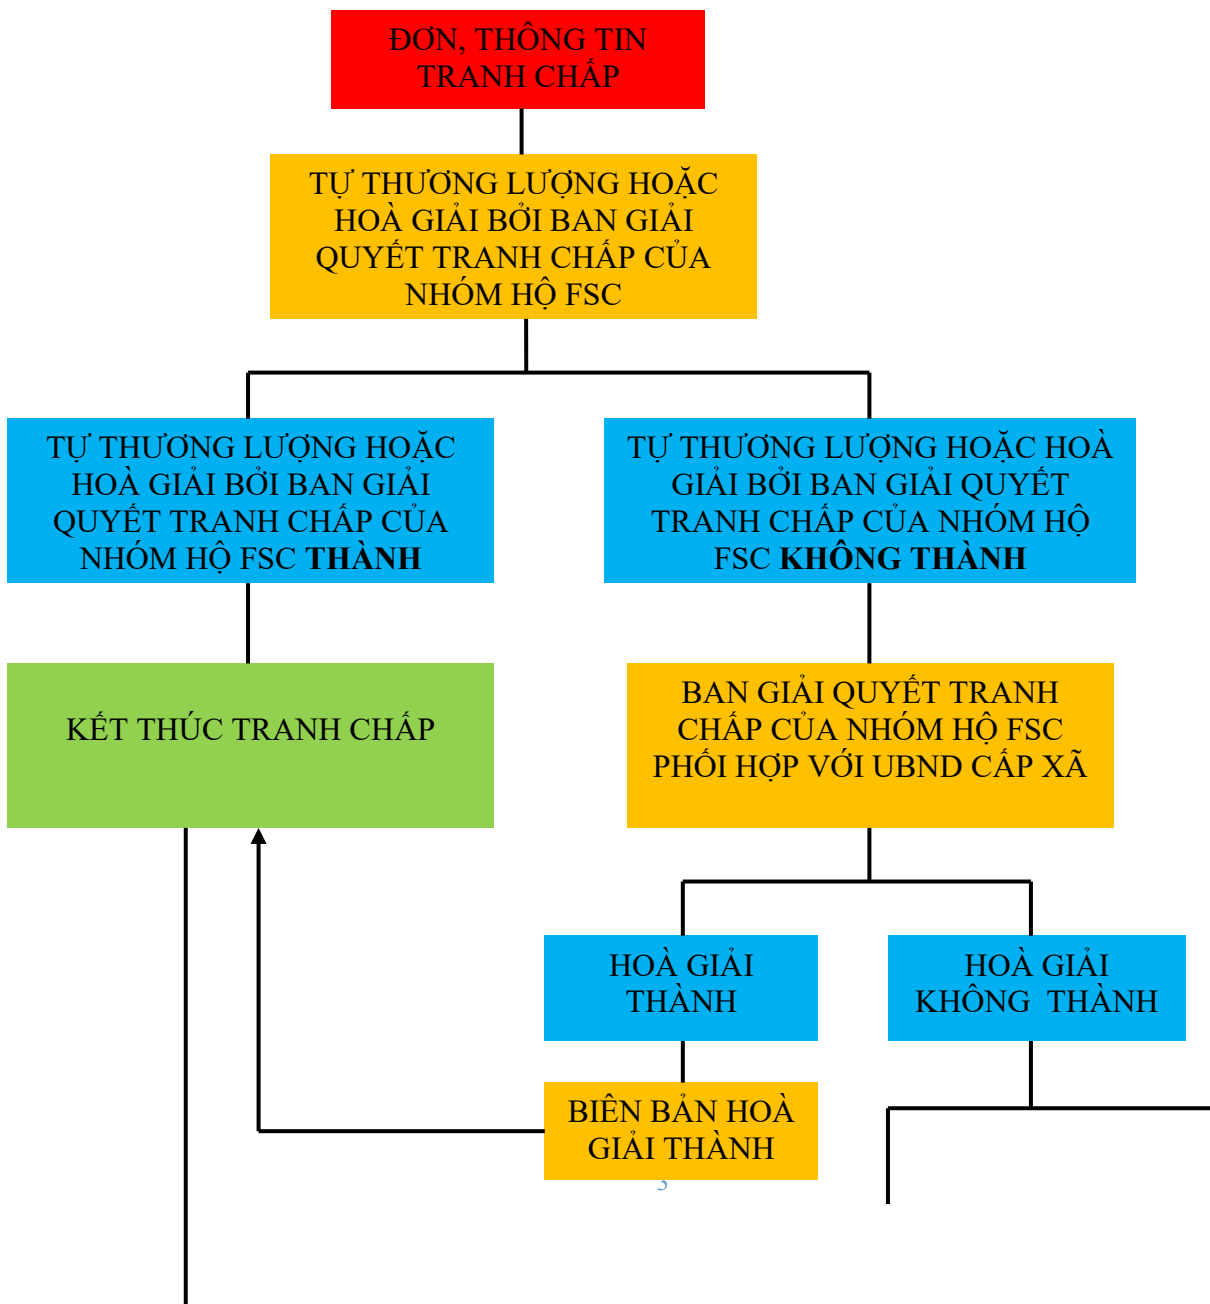 ĐƠN, THÔNG TIN
TRANH CHẤP
TỰ THƯƠNG LƯỢNG HOẶC
HOÀ GIẢI BỞI BAN GIẢI
QUYẾT TRANH CHẤP CỦA
NHÓM HỘ FSC
TỰ THƯƠNG LƯỢNG HOẶC
HOÀ GIẢI BỞI BAN GIẢI
QUYẾT TRANH CHẤP CỦA
NHÓM HỘ FSC THÀNH
TỰ THƯƠNG LƯỢNG HOẶC HOÀ
GIẢI BỞI BAN GIẢI QUYẾT
TRANH CHẤP CỦA NHÓM HỘ
FSC KHÔNG THÀNH
KẾT THÚC TRANH CHẤP
BAN GIẢI QUYẾT TRANH
CHẤP CỦA NHÓM HỘ FSC
PHỐI HỢP VỚI UBND CẤP XÃ
HOÀ GIẢI
THÀNH
HOÀ GIẢI
KHÔNG THÀNH
BIÊN BẢN HOÀ
GIẢI THÀNH